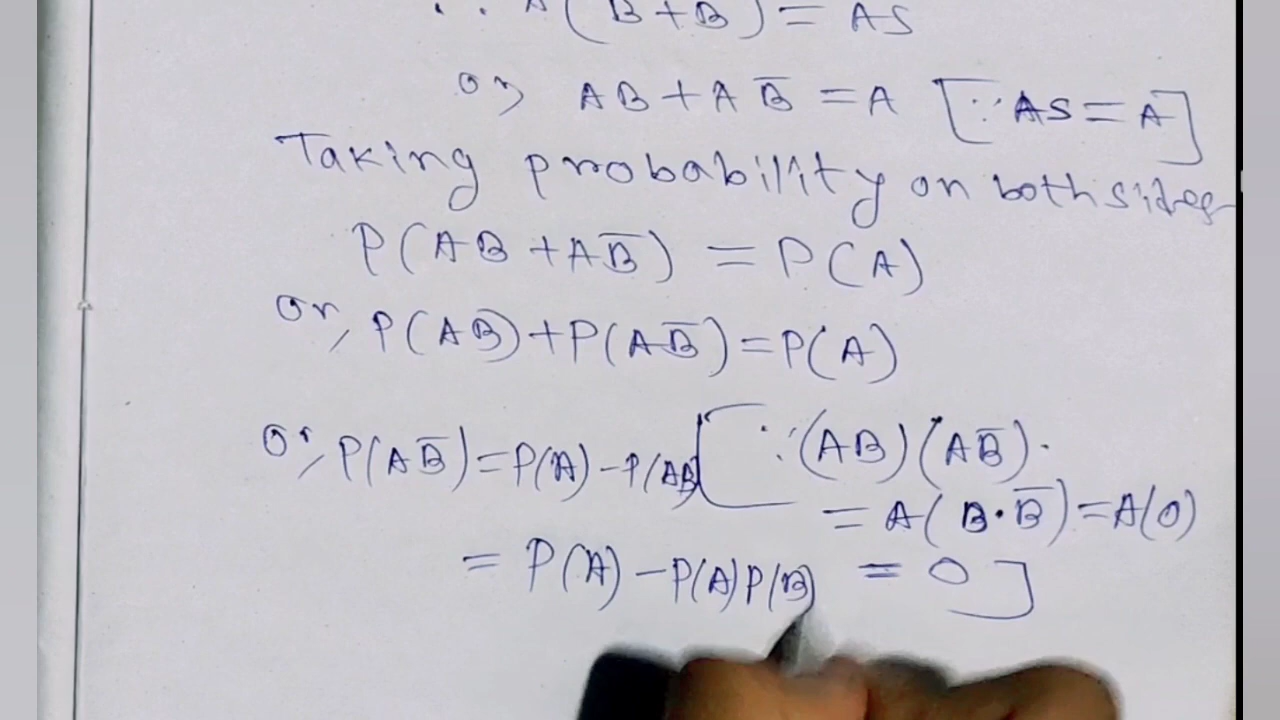 ∴ A(B+B̅) = AS
or, AB + AB̅ = A [∵ AS = A]
Taking probability on both sides
P(AB + AB̅) = P(A)
or, P(AB) + P(AB̅) = P(A)
or, P(AB̅) = P(A) - P(AB) [∵ (AB)(AB̅).
= A(B·B̅) = A(0)
= P(A) - P(A)P(B) = 0]